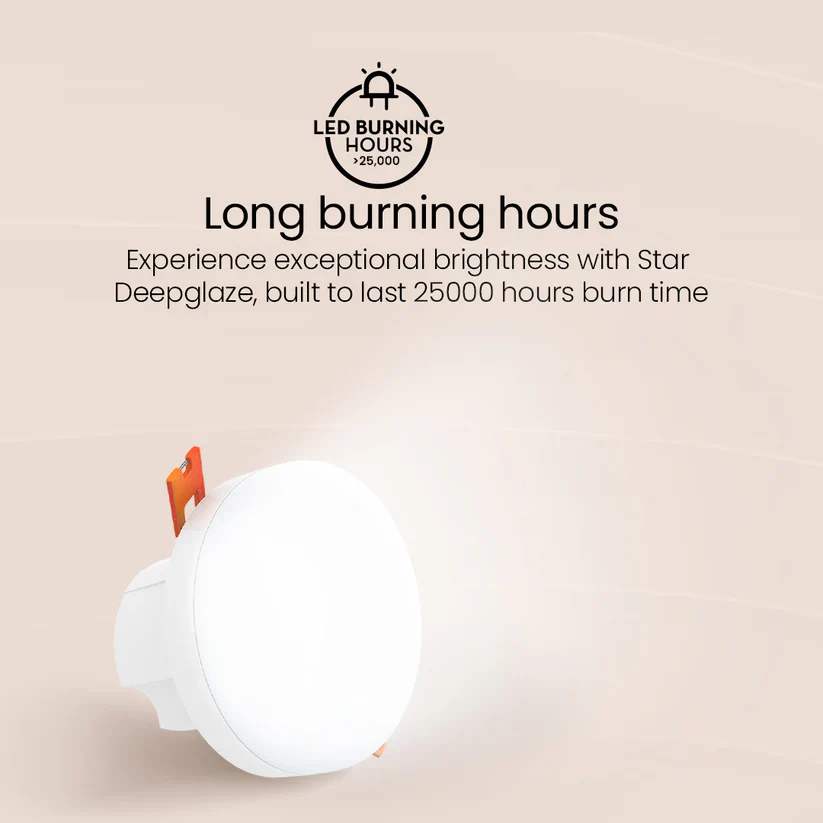 LED BURNING
HOURS
>25,000
Long burning hours
Experience exceptional brightness with Star
Deepglaze, built to last 25000 hours burn time